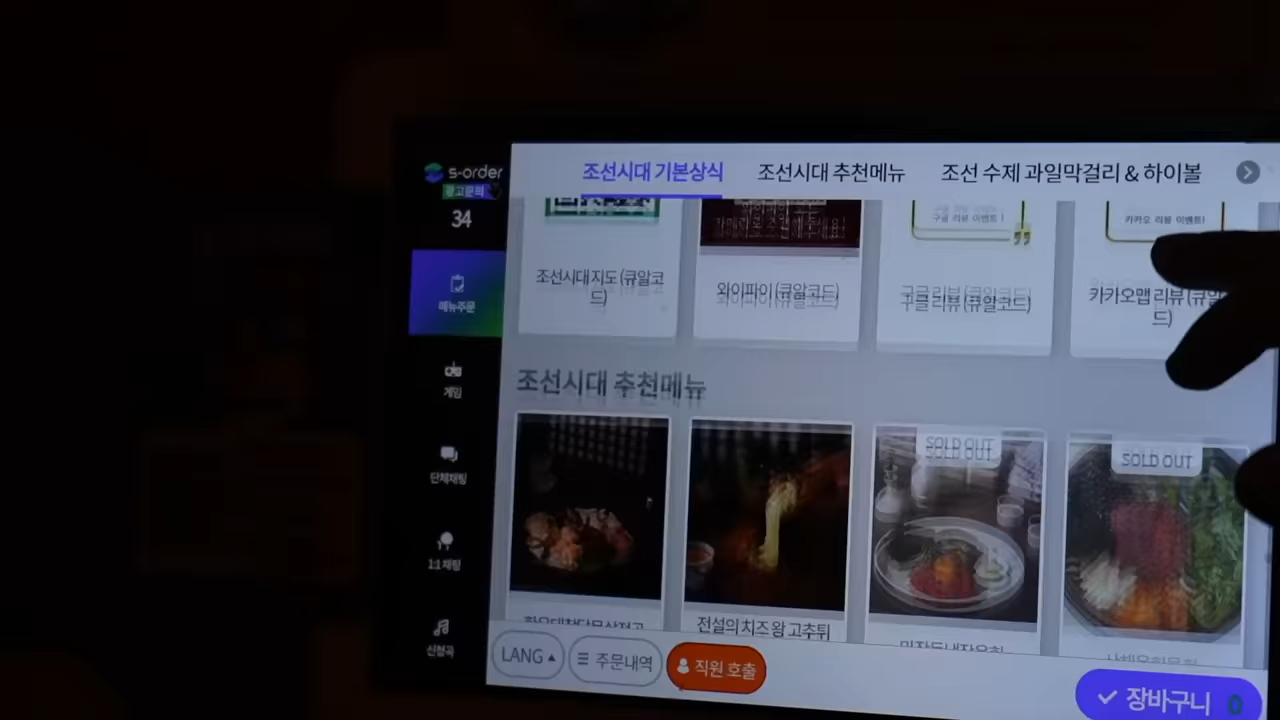 s-order
광고문의
34
메뉴주문
게임
단체채팅
1:1 채팅
신청곡
조선시대 기본상식
조선시대 추천메뉴
조선 수제 과일막걸리 & 하이볼
구글 리뷰 이벤트!
카카오 리뷰 이벤트!
조선시대 지도 (큐알코
드)
와이파이 (큐알코드)
구글 리뷰 (큐알코드)
카카오맵 리뷰 (큐알
드)
조선시대 추천메뉴
SOLD OUT
SOLD OUT
전설의 치즈 왕 고추튀
LANG
주문내역
직원 호출
장바구니 0